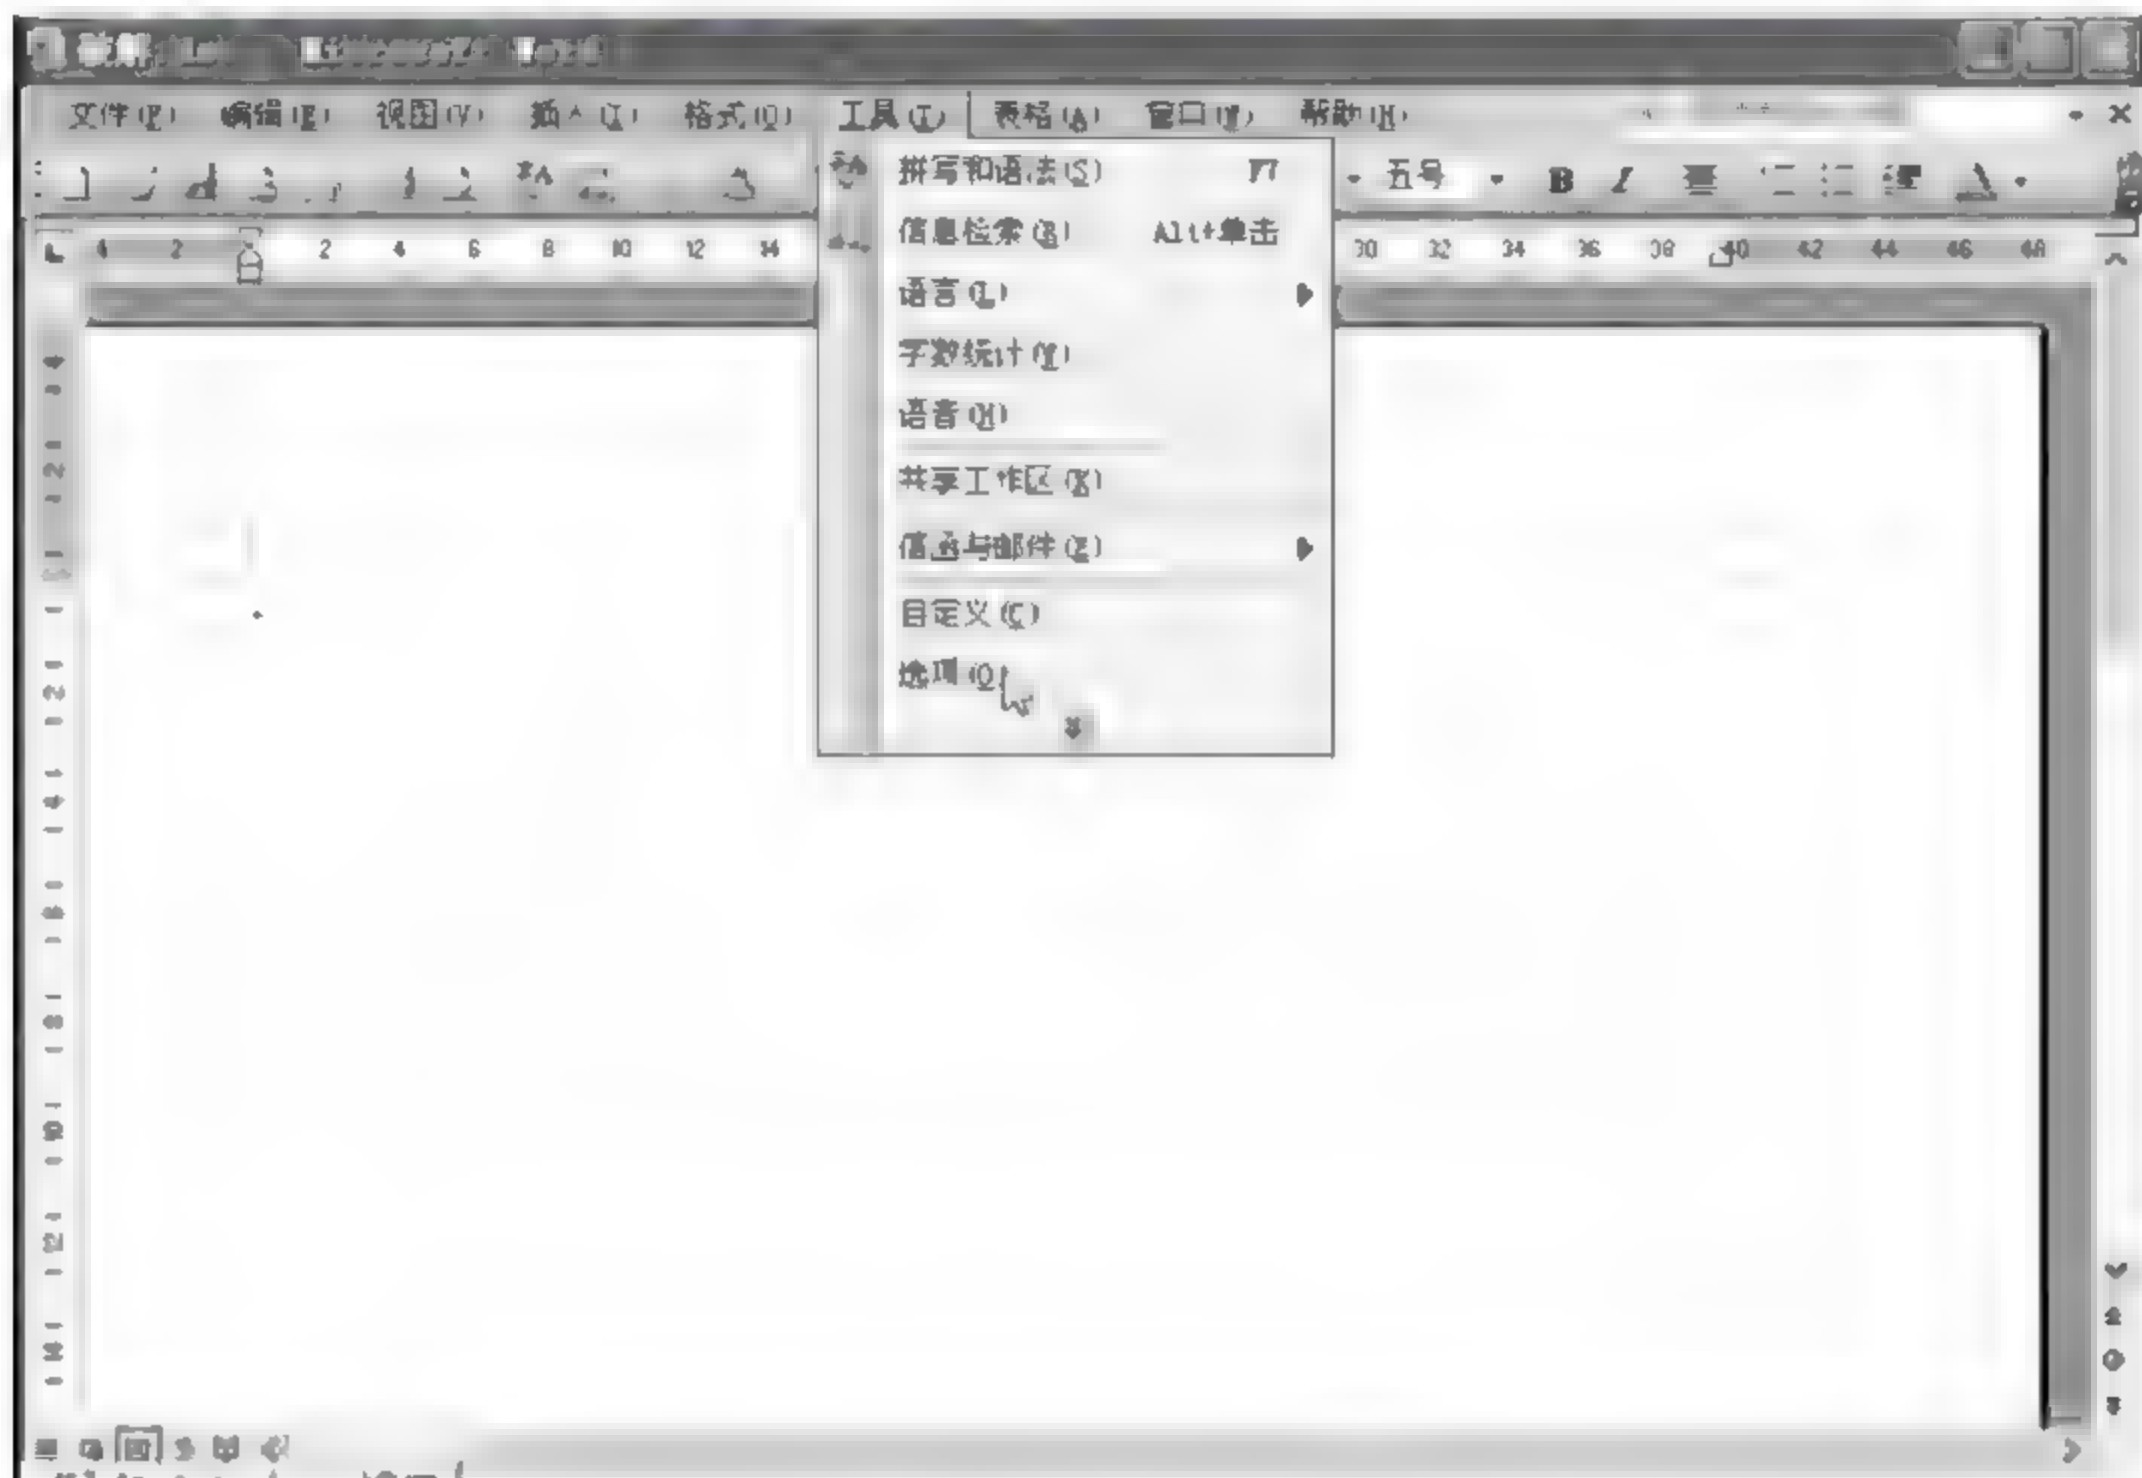 文件(F) 编辑(E) 视图(V) 插入(I) 格式(O) 工具(T) 表格(A) 窗口(W) 帮助(H)
拼写和语法(S) F7
五号 B I A
信息检索(R) Alt+单击
4 2 2 4 6 8 10 12 14 30 32 34 36 38 40 42 44 46 48
语言(L)
字数统计(W)
语音(H)
共享工作区(K)
信函与邮件(E)
自定义(C)
选项(O)